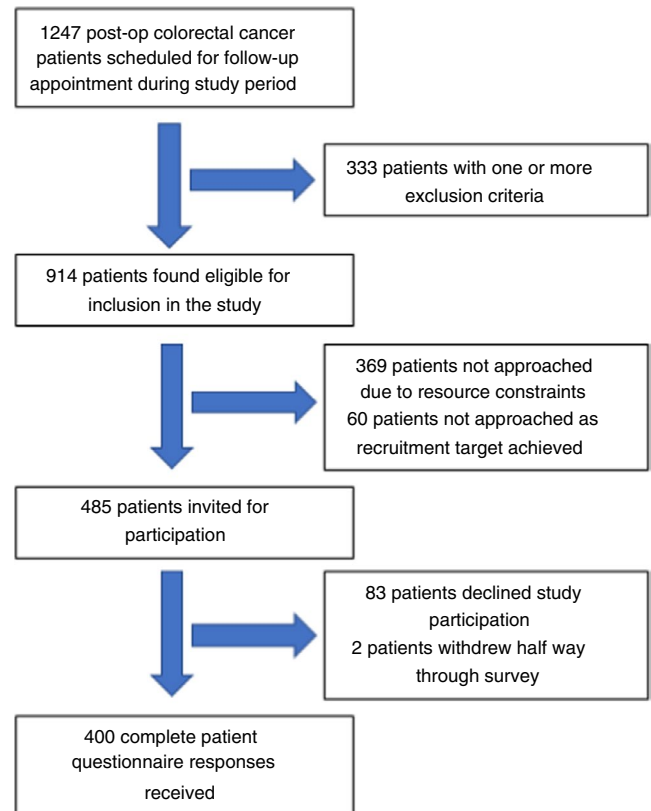 1247 post-op colorectal cancer
patients scheduled for follow-up
appointment during study period
333 patients with one or more
exclusion criteria
914 patients found eligible for
inclusion in the study
369 patients not approached
due to resource constraints
60 patients not approached as
recruitment target achieved
485 patients invited for
participation
83 patients declined study
participation
2 patients withdrew half way
through survey
400 complete patient
questionnaire responses
received